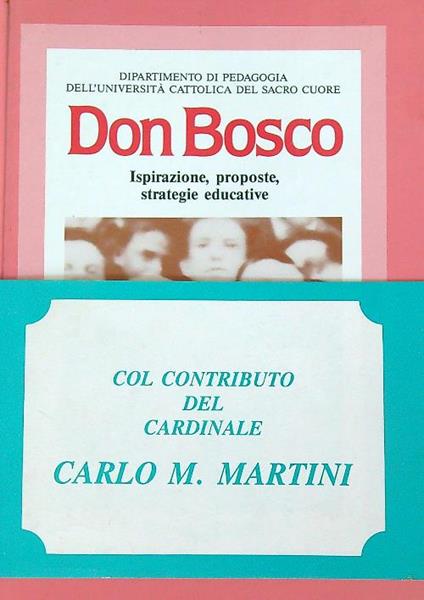 DIPARTIMENTO DI PEDAGOGIA
DELL'UNIVERSITÀ CATTOLICA DEL SACRO CUORE
Don Bosco
Ispirazione, proposte,
strategie educative
COL CONTRIBUTO
DEL
CARDINALE
CARLO M. MARTINI